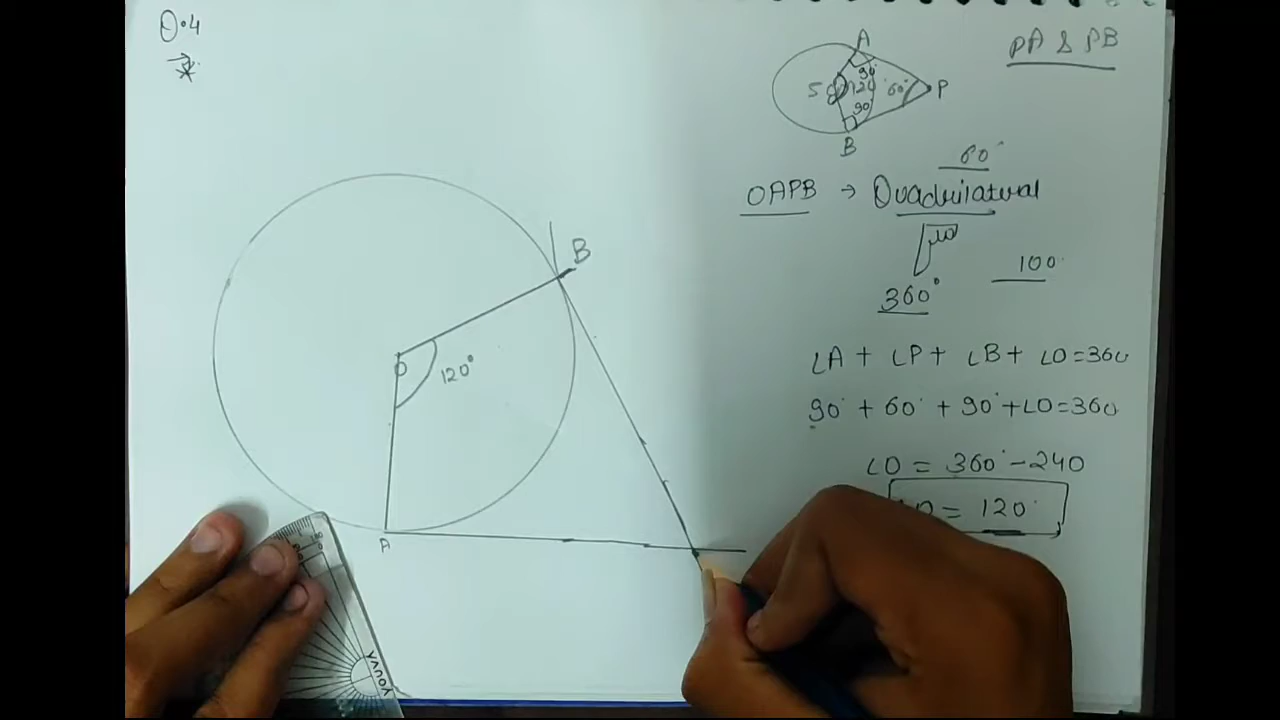 Q.4
PA & PB
A
90°
5 120° 60° P
90
B
60°
OAPB → Quadrilateral
100°
360°
∠A + ∠P + ∠B + ∠O = 360
90° + 60° + 90° + ∠O = 360
∠O = 360° - 240
= 120°
B
O
120°
A
YOUVA